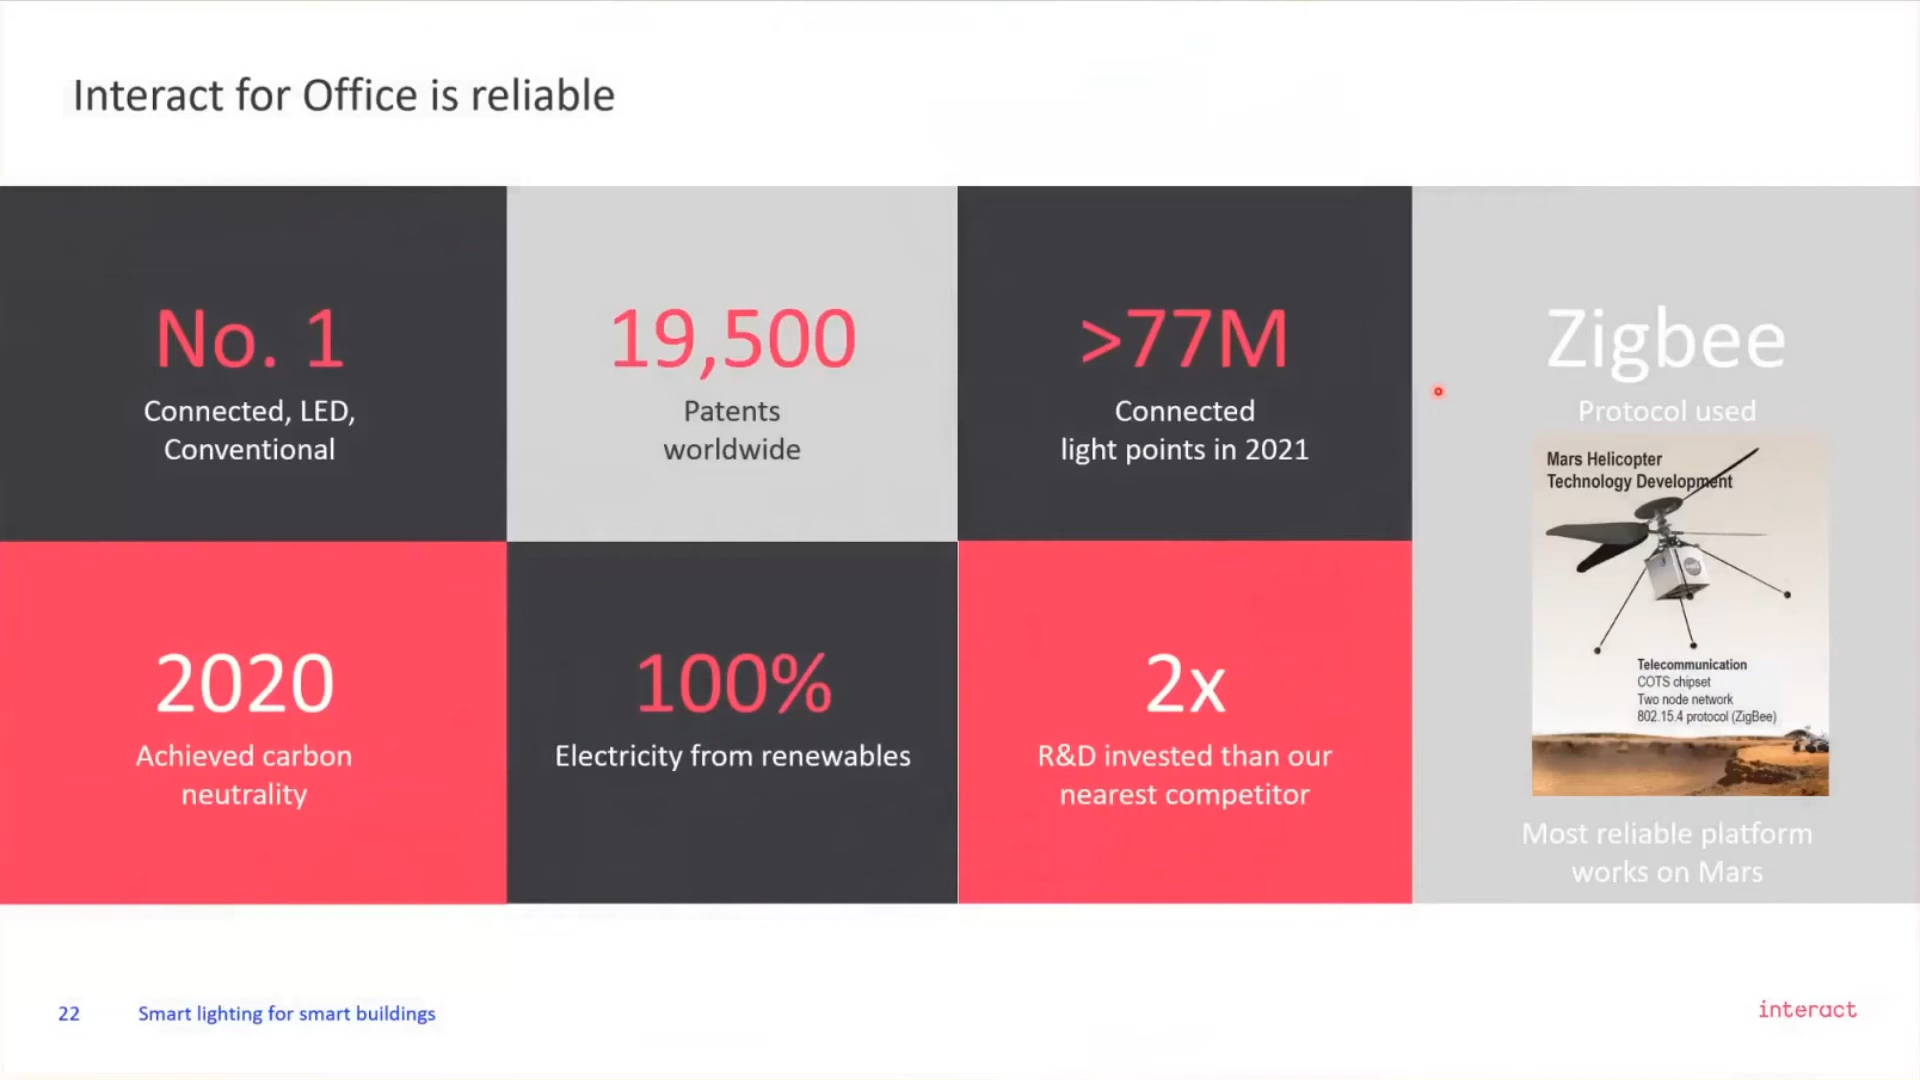 Interact for Office is reliable
No. 1
Connected, LED,
Conventional
19,500
Patents
worldwide
>77M
Connected
light points in 2021
Zigbee
Protocol used
Mars Helicopter
Technology Development
Telecommunication
COTS chipset
Two node network
802.15.4 protocol (ZigBee)
Most reliable platform
works on Mars
2020
Achieved carbon
neutrality
100%
Electricity from renewables
2x
R&D invested than our
nearest competitor
22
Smart lighting for smart buildings
interact